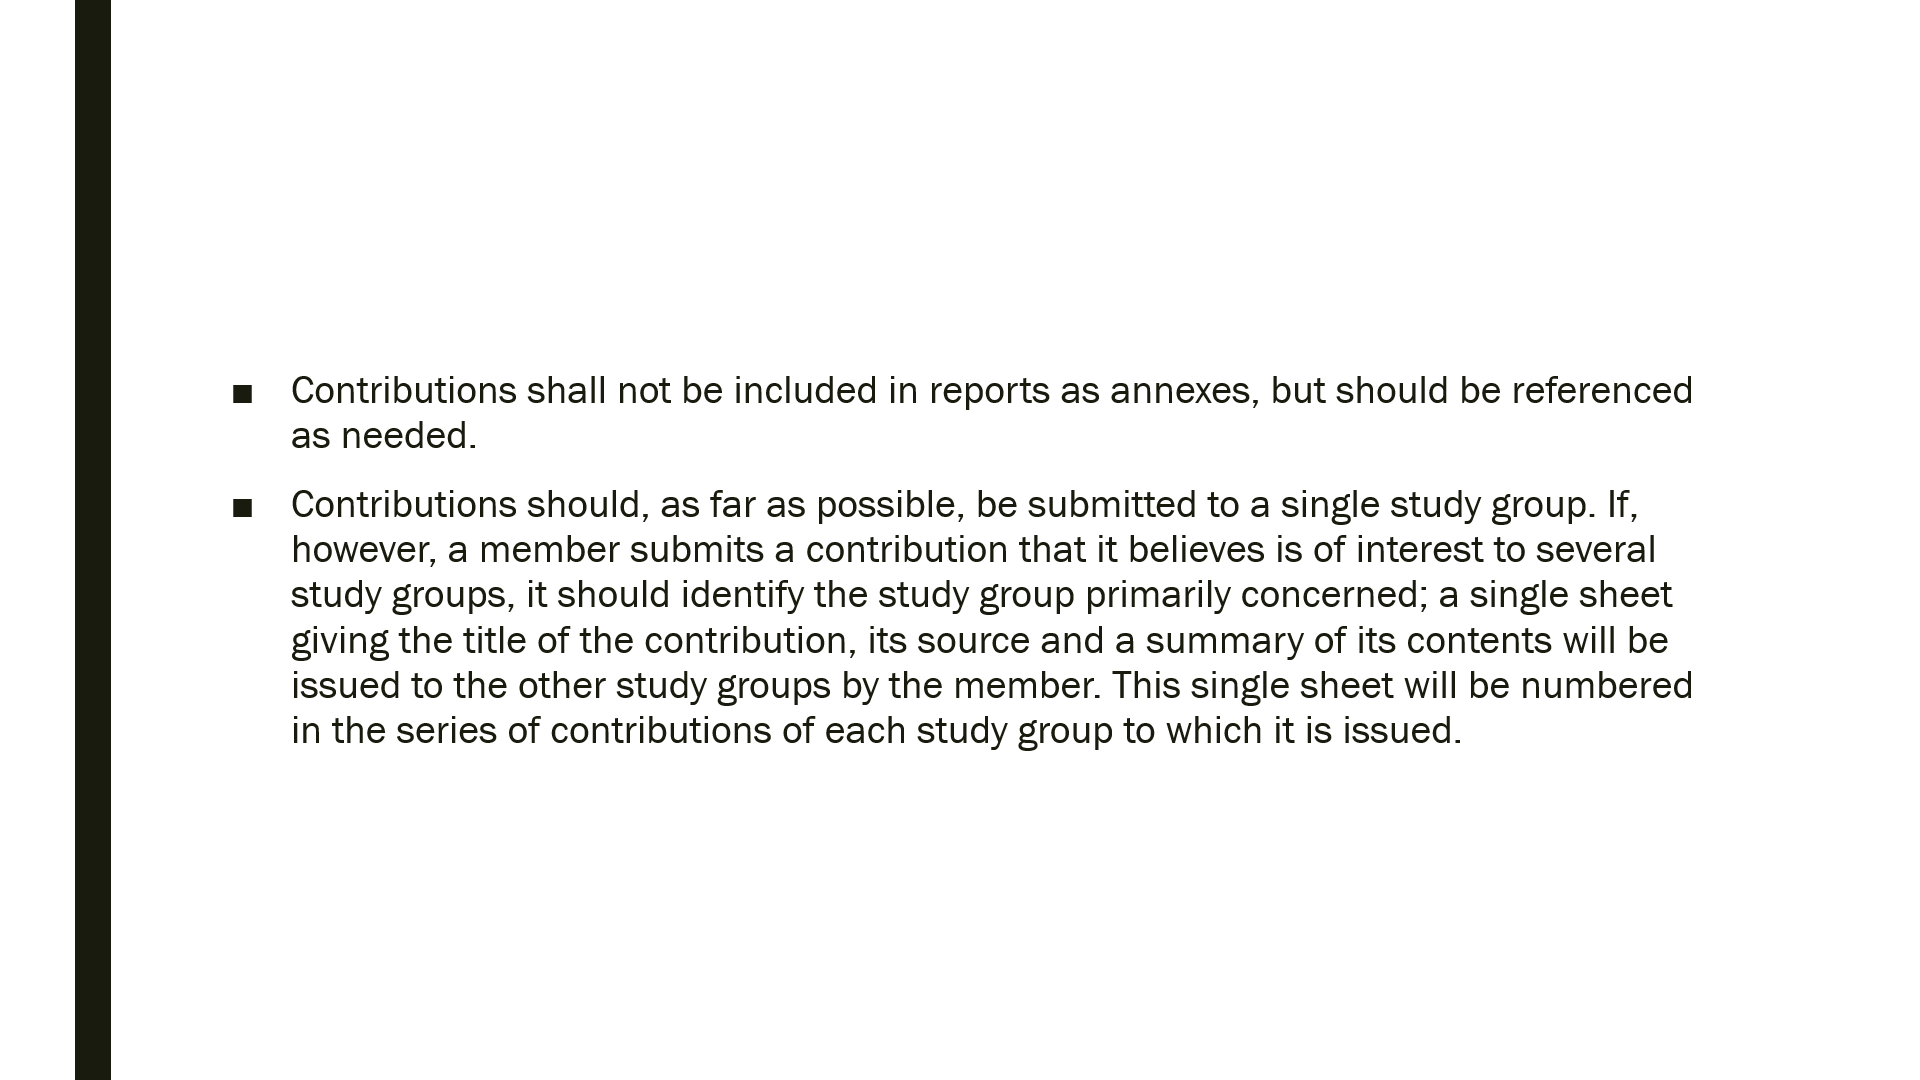 ■ Contributions shall not be included in reports as annexes, but should be referenced
as needed.
■ Contributions should, as far as possible, be submitted to a single study group. If,
however, a member submits a contribution that it believes is of interest to several
study groups, it should identify the study group primarily concerned; a single sheet
giving the title of the contribution, its source and a summary of its contents will be
issued to the other study groups by the member. This single sheet will be numbered
in the series of contributions of each study group to which it is issued.